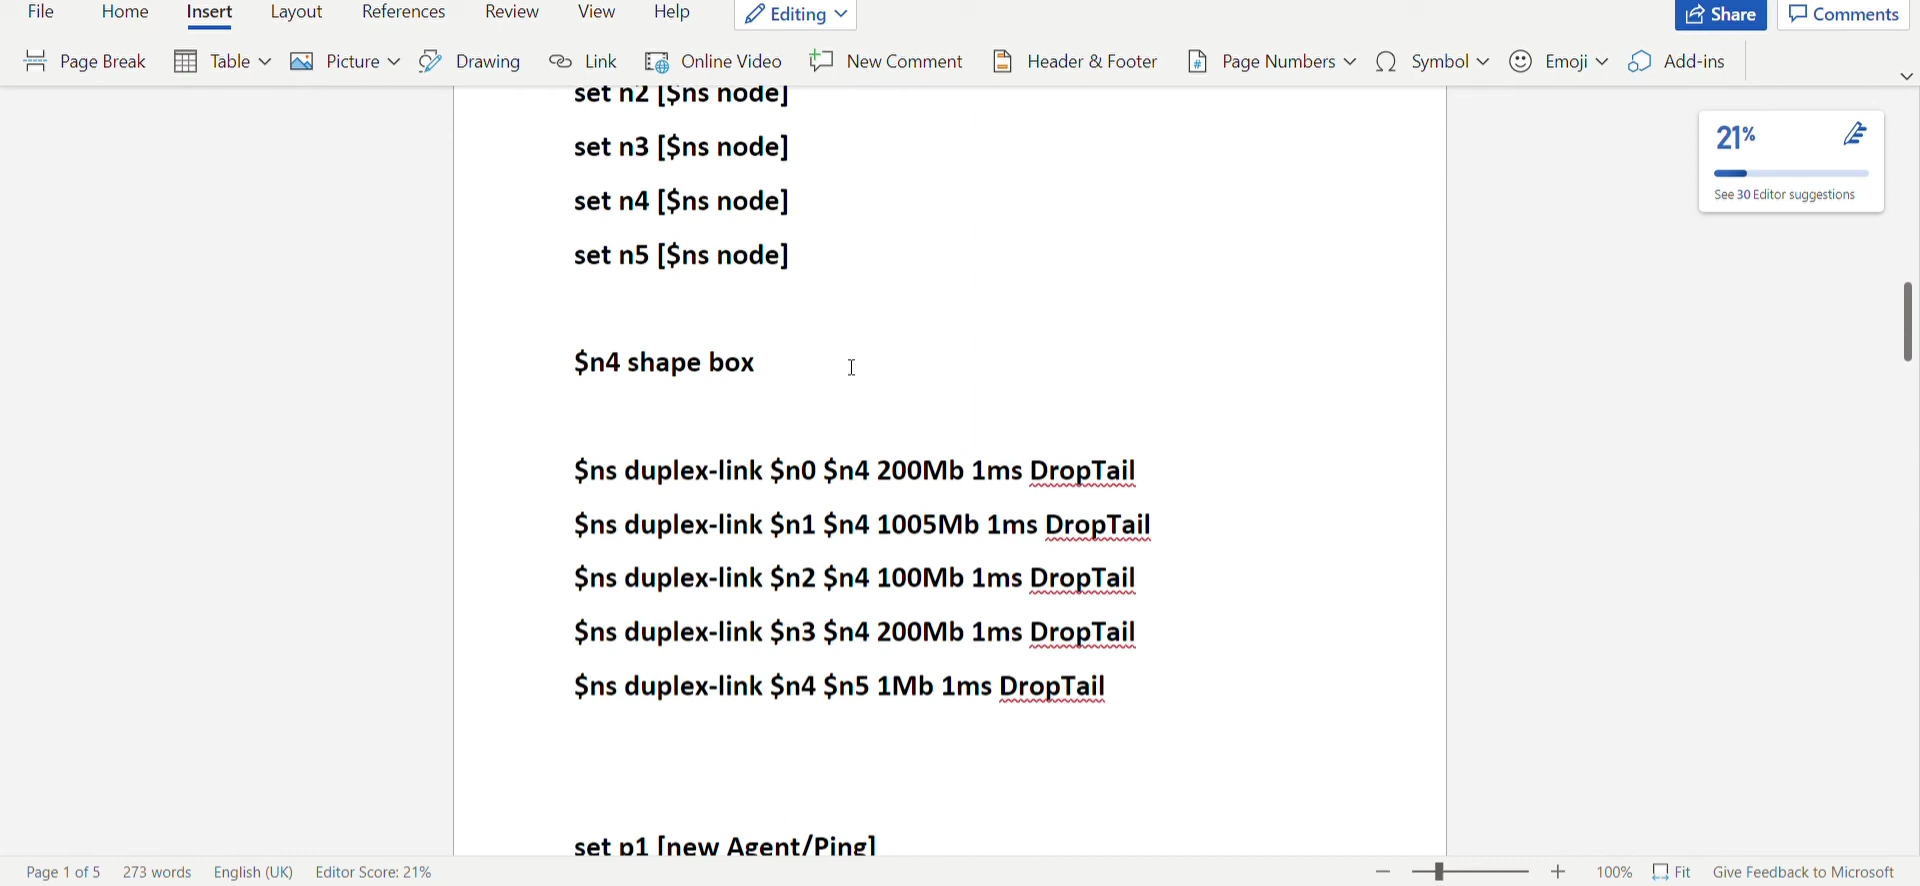 File Home Insert Layout References Review View Help Editing Share Comments
Page Break Table Picture Drawing Link Online Video New Comment Header & Footer Page Numbers Symbol Emoji Add-ins
set n2 [$ns node]
21%
See 30 Editor suggestions
set n3 [$ns node]
set n4 [$ns node]
set n5 [$ns node]
$n4 shape box
$ns duplex-link $n0 $n4 200Mb 1ms DropTail
$ns duplex-link $n1 $n4 1005Mb 1ms DropTail
$ns duplex-link $n2 $n4 100Mb 1ms DropTail
$ns duplex-link $n3 $n4 200Mb 1ms DropTail
$ns duplex-link $n4 $n5 1Mb 1ms DropTail
set p1 [new Agent/Ping]
Page 1 of 5 273 words English (UK) Editor Score: 21% 100% Fit Give Feedback to Microsoft